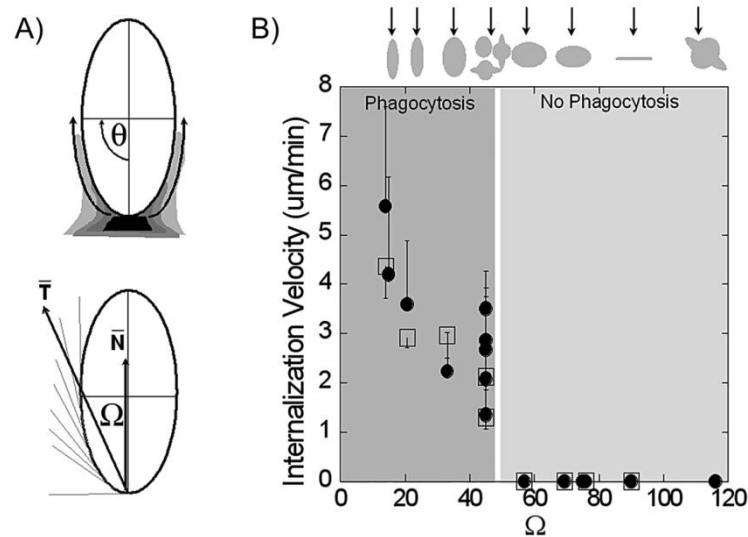 A)
θ
T̄
N̄
Ω
B)
Phagocytosis
No Phagocytosis
Internalization Velocity (um/min)
8
7
6
5
4
3
2
1
0
0 20 40 60 80 100 120
Ω